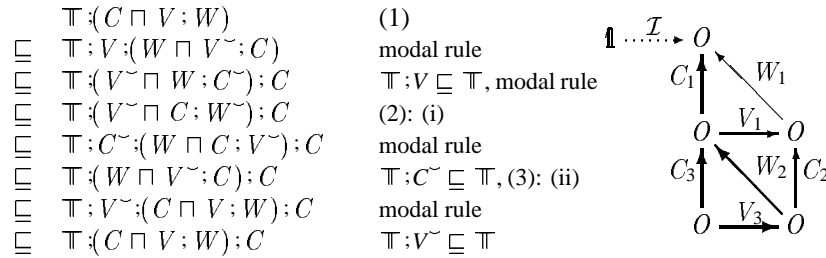 𝕋;(C ⊓ V;W) (1)
⊑ 𝕋;V;(W ⊓ V˘;C) modal rule
⊑ 𝕋;(V˘ ⊓ W;C˘);C 𝕋;V ⊑ 𝕋, modal rule
⊑ 𝕋;(V˘ ⊓ C;W˘);C (2): (i)
⊑ 𝕋;C˘;(W ⊓ C;V˘);C modal rule
⊑ 𝕋;(W ⊓ V˘;C);C 𝕋;C˘ ⊑ 𝕋, (3): (ii)
⊑ 𝕋;V˘;(C ⊓ V;W);C modal rule
⊑ 𝕋;(C ⊓ V;W);C 𝕋;V˘ ⊑ 𝕋
𝟙 I O
C₁ W₁
O V₁ O
C₃ W₂ C₂
O V₃ O